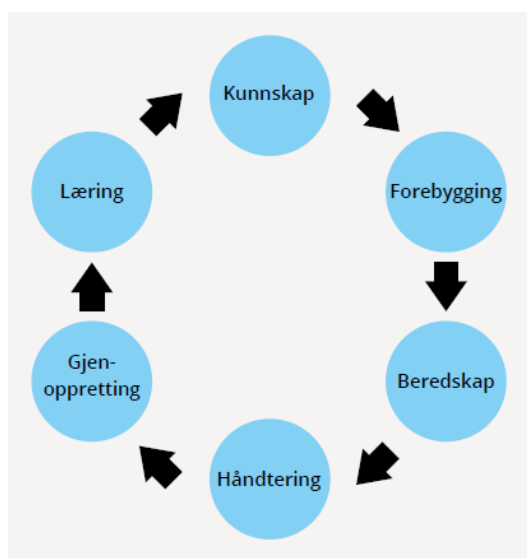 Kunnskap
Forebygging
Beredskap
Håndtering
Gjen-
oppretting
Læring